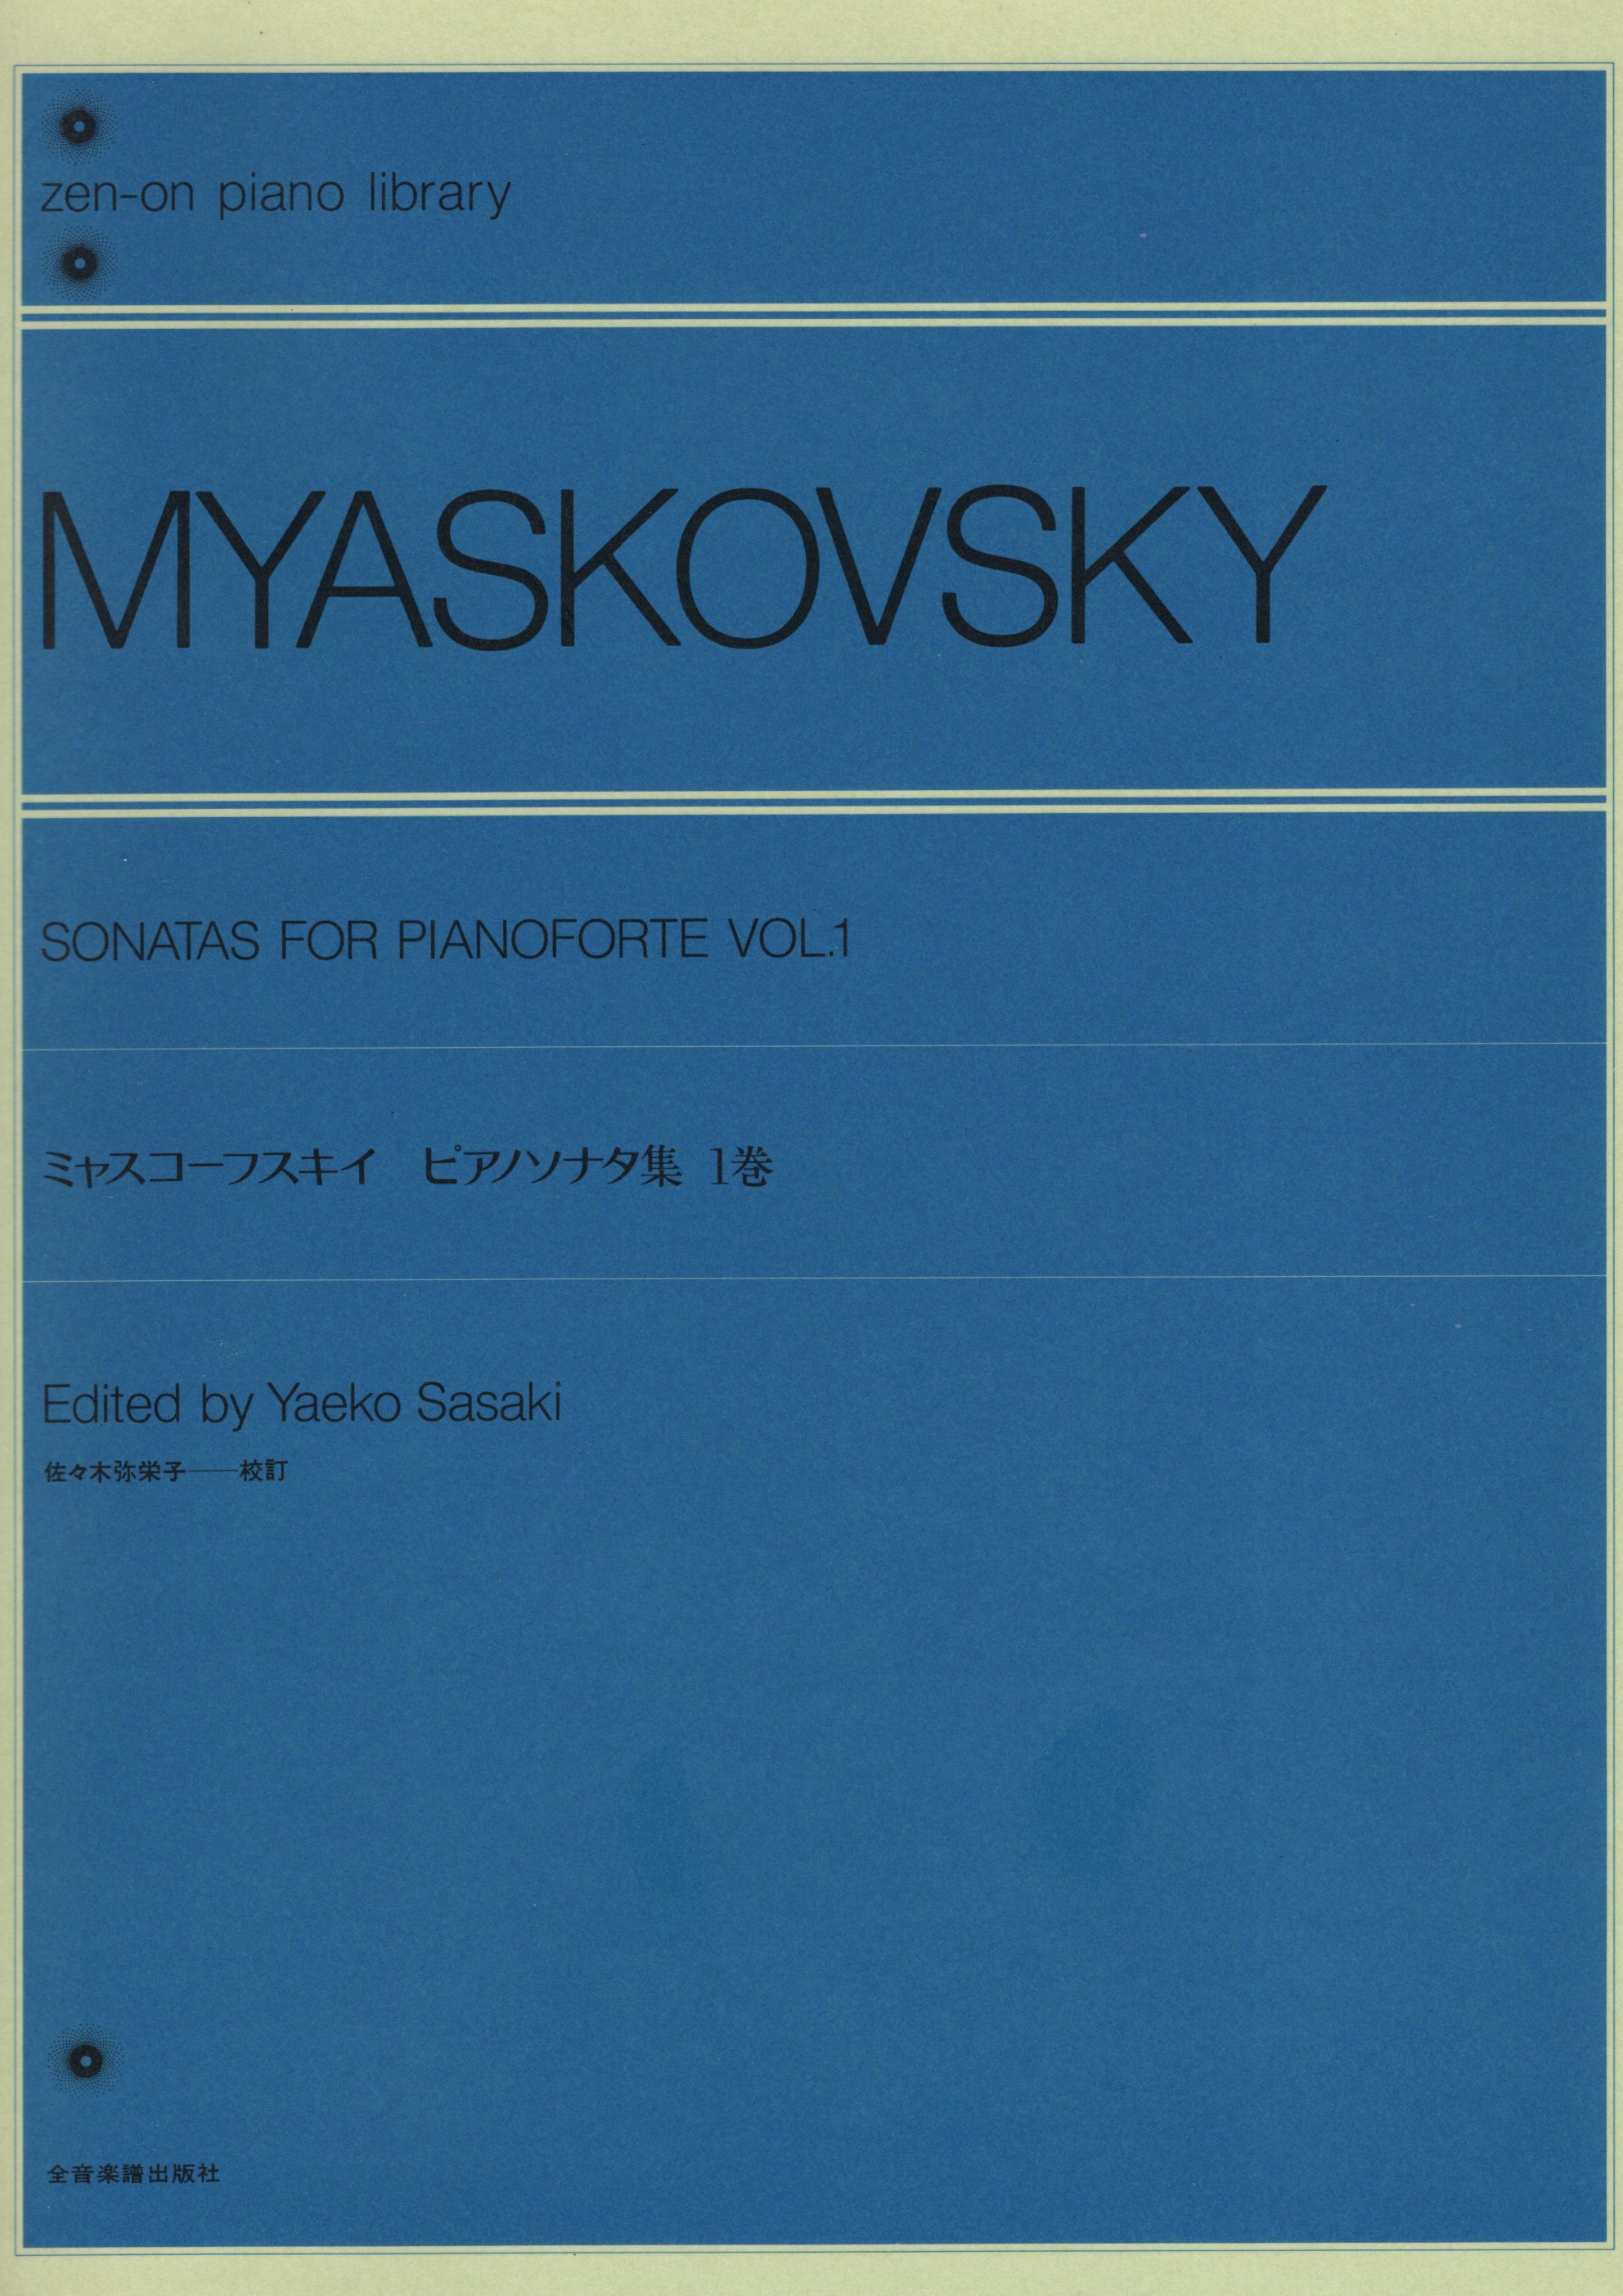 zen-on piano library
MYASKOVSKY
SONATAS FOR PIANOFORTE VOL.1
ミャスコーフスキイ ピアノソナタ集 1巻
Edited by Yaeko Sasaki
佐々木弥栄子――校訂
全音楽譜出版社